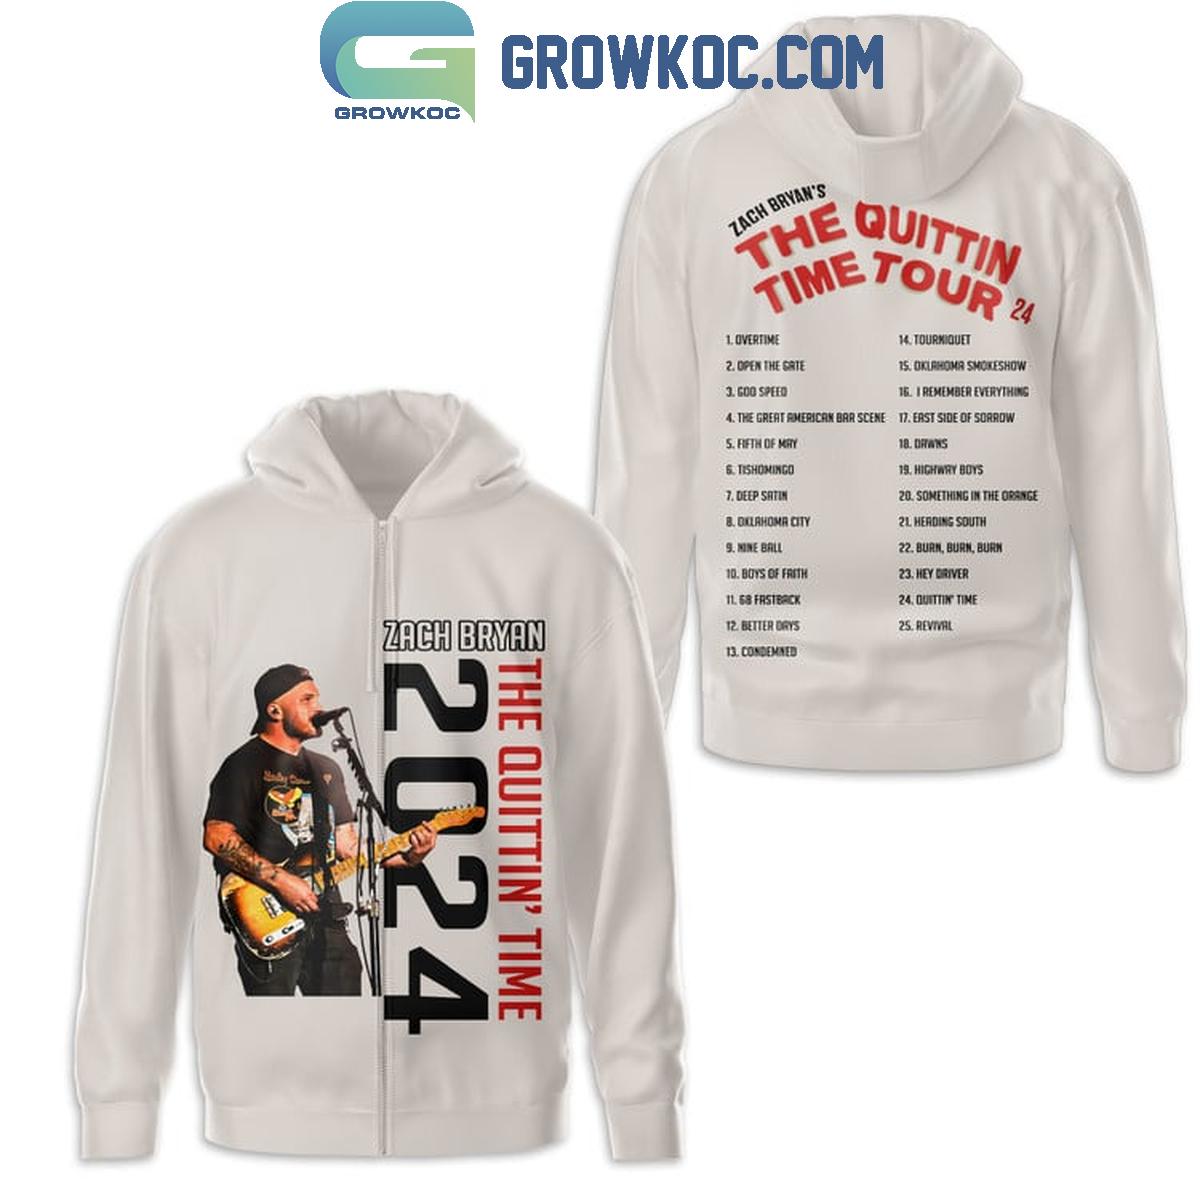 GROWKOC
GROWKOC.COM
ZACH BRYAN'S
THE QUITTIN
TIME TOUR
24
1. OVERTIME
2. OPEN THE GATE
3. GOD SPEED
4. THE GREAT AMERICAN BAR SCENE
5. FIFTH OF MAY
6. TISHOMINGO
7. DEEP SATIN
8. OKLAHOMA CITY
9. NINE BALL
10. BOYS OF FAITH
11. 68 FASTBACK
12. BETTER DAYS
13. CONDEMNED
14. TOURNIQUET
15. OKLAHOMA SMOKESHOW
16. I REMEMBER EVERYTHING
17. EAST SIDE OF SORROW
18. DAWNS
19. HIGHWAY BOYS
20. SOMETHING IN THE ORANGE
21. HEADING SOUTH
22. BURN, BURN, BURN
23. HEY DRIVER
24. QUITTIN' TIME
25. REVIVAL
ZACH BRYAN
2024
THE QUITTIN' TIME